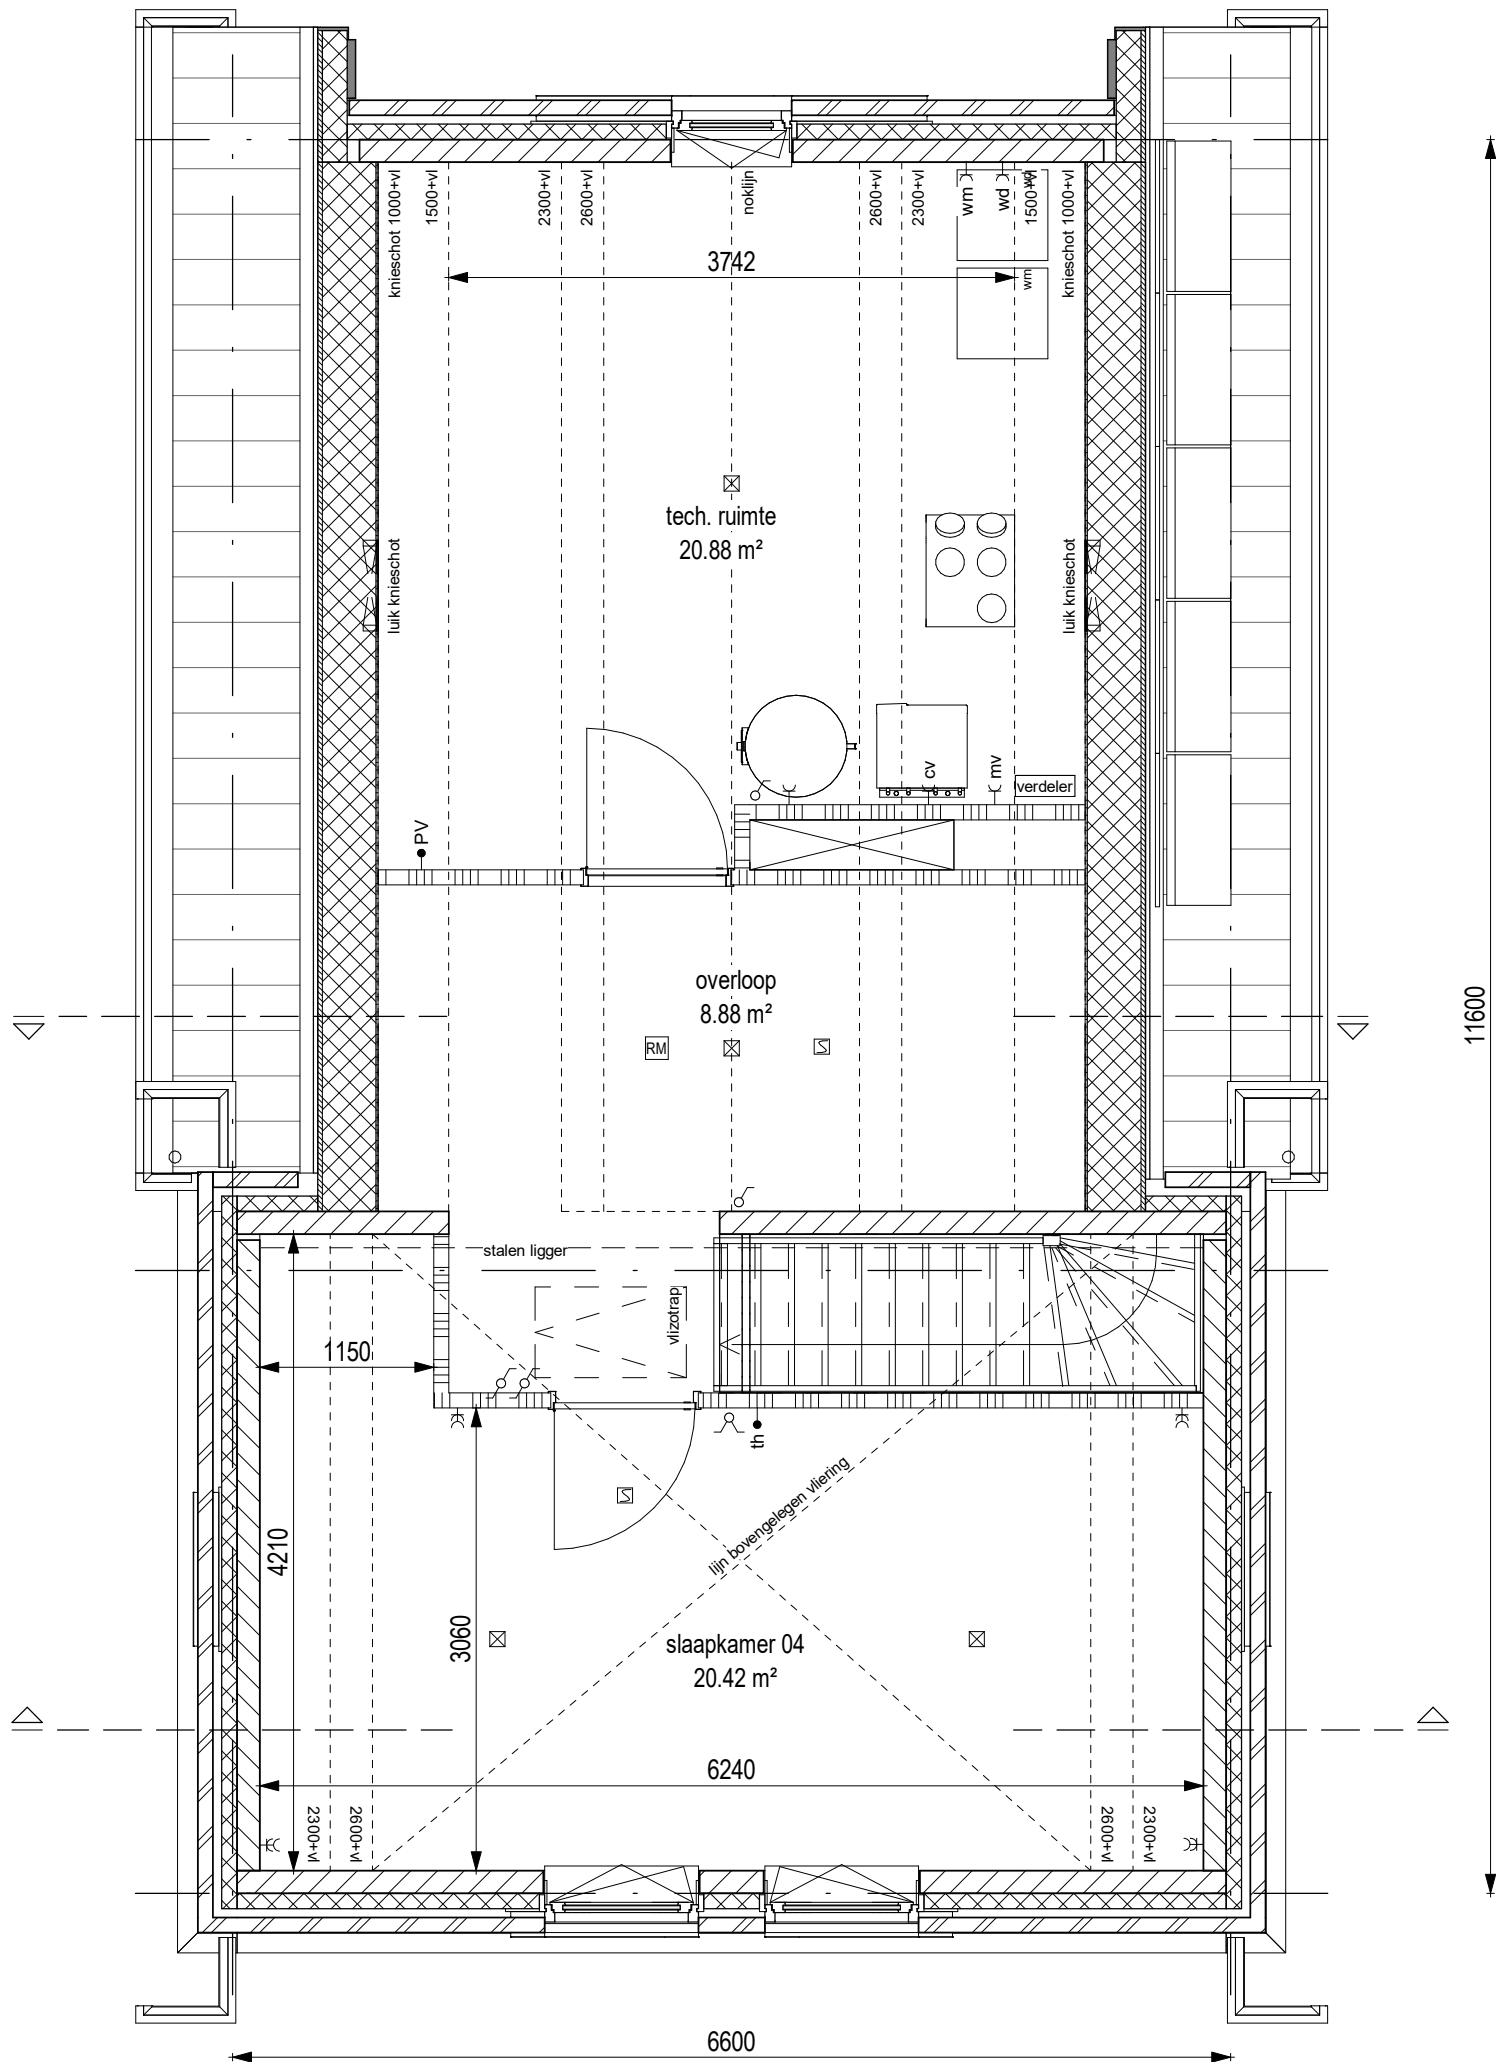 knieschot 1000+vl
1500+vl
2300+vl
2600+vl
noklijn
2600+vl
2300+vl
wm
wd
wd
1500+vl
knieschot 1000+vl
3742
wm
tech. ruimte
20.88 m²
luik knieschot
luik knieschot
PV
cv
mv
verdeler
overloop
8.88 m²
RM
11600
stalen ligger
vlizotrap
1150
th
lijn bovengelegen vliering
4210
3060
slaapkamer 04
20.42 m²
6240
2300+vl
2600+vl
2600+vl
2300+vl
6600